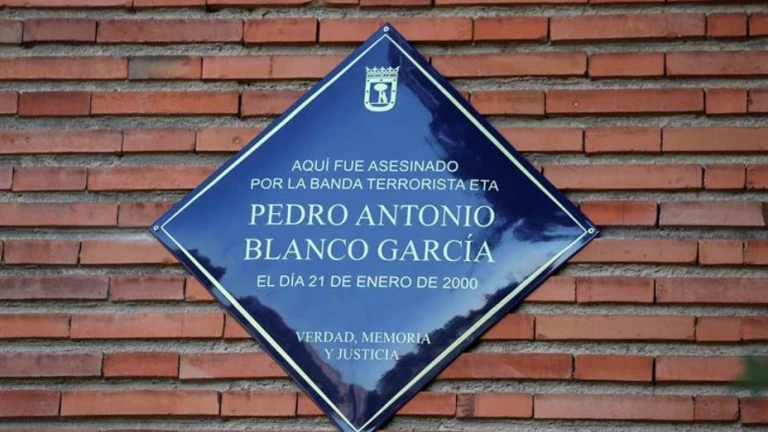 AQUÍ FUE ASESINADO
POR LA BANDA TERRORISTA ETA
PEDRO ANTONIO
BLANCO GARCÍA
EL DÍA 21 DE ENERO DE 2000
VERDAD, MEMORIA
Y JUSTICIA